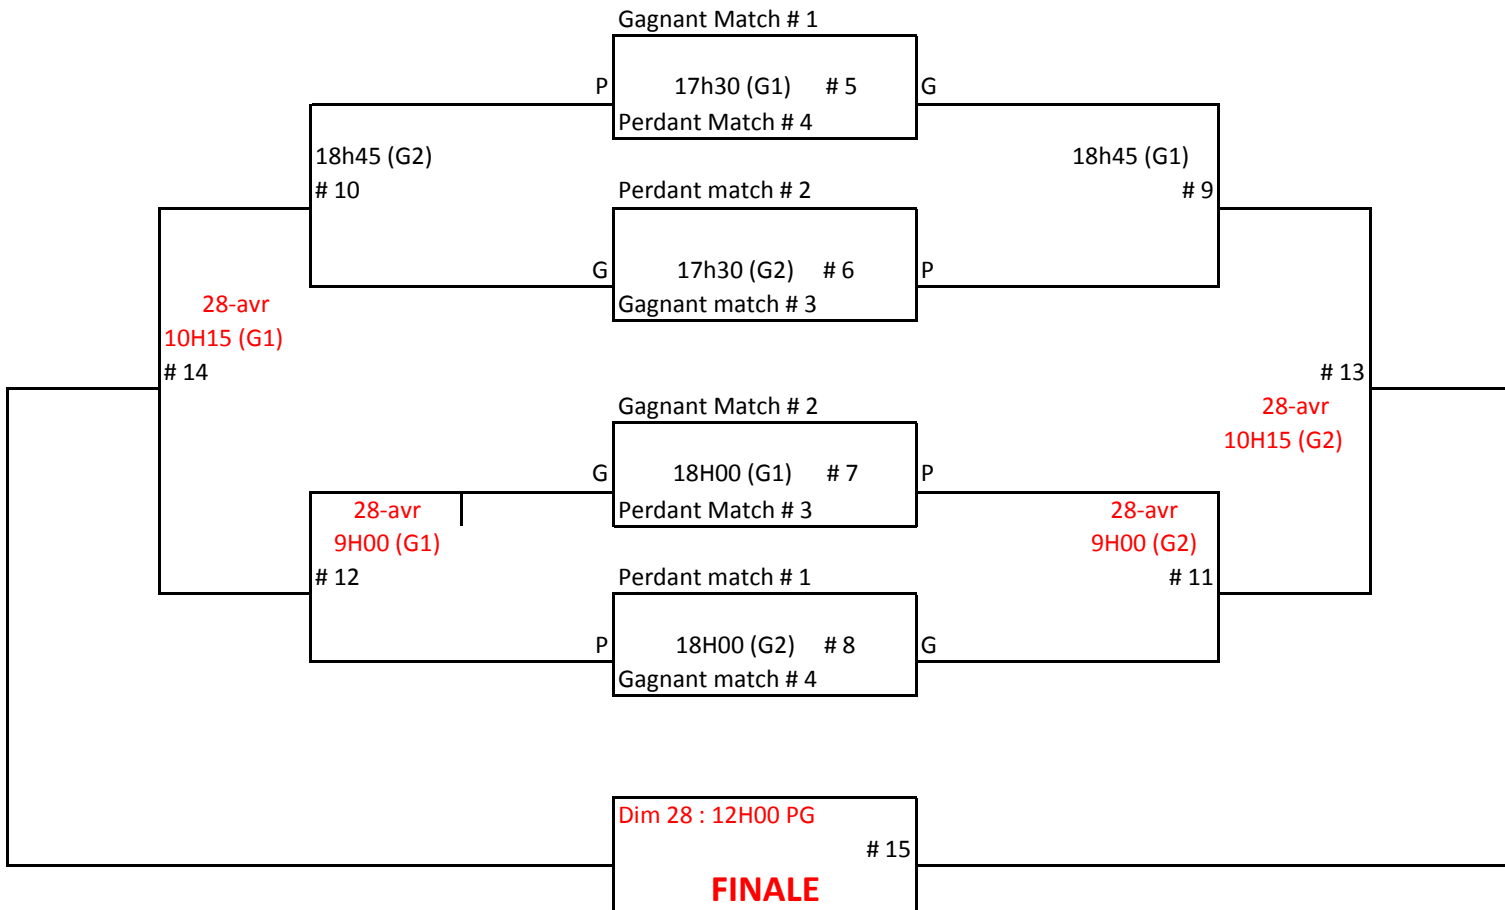 Gagnant Match # 1
P 17h30 (G1) # 5 G
Perdant Match # 4
18h45 (G2) 18h45 (G1)
# 10 Perdant match # 2 # 9
G 17h30 (G2) # 6 P
28-avr Gagnant match # 3
10H15 (G1)
# 14 # 13
Gagnant Match # 2 28-avr
10H15 (G2)
G 18H00 (G1) # 7 P
28-avr Perdant Match # 3 28-avr
9H00 (G1) 9H00 (G2)
# 12 Perdant match # 1 # 11
P 18H00 (G2) # 8 G
Gagnant match # 4
Dim 28 : 12H00 PG
# 15
FINALE